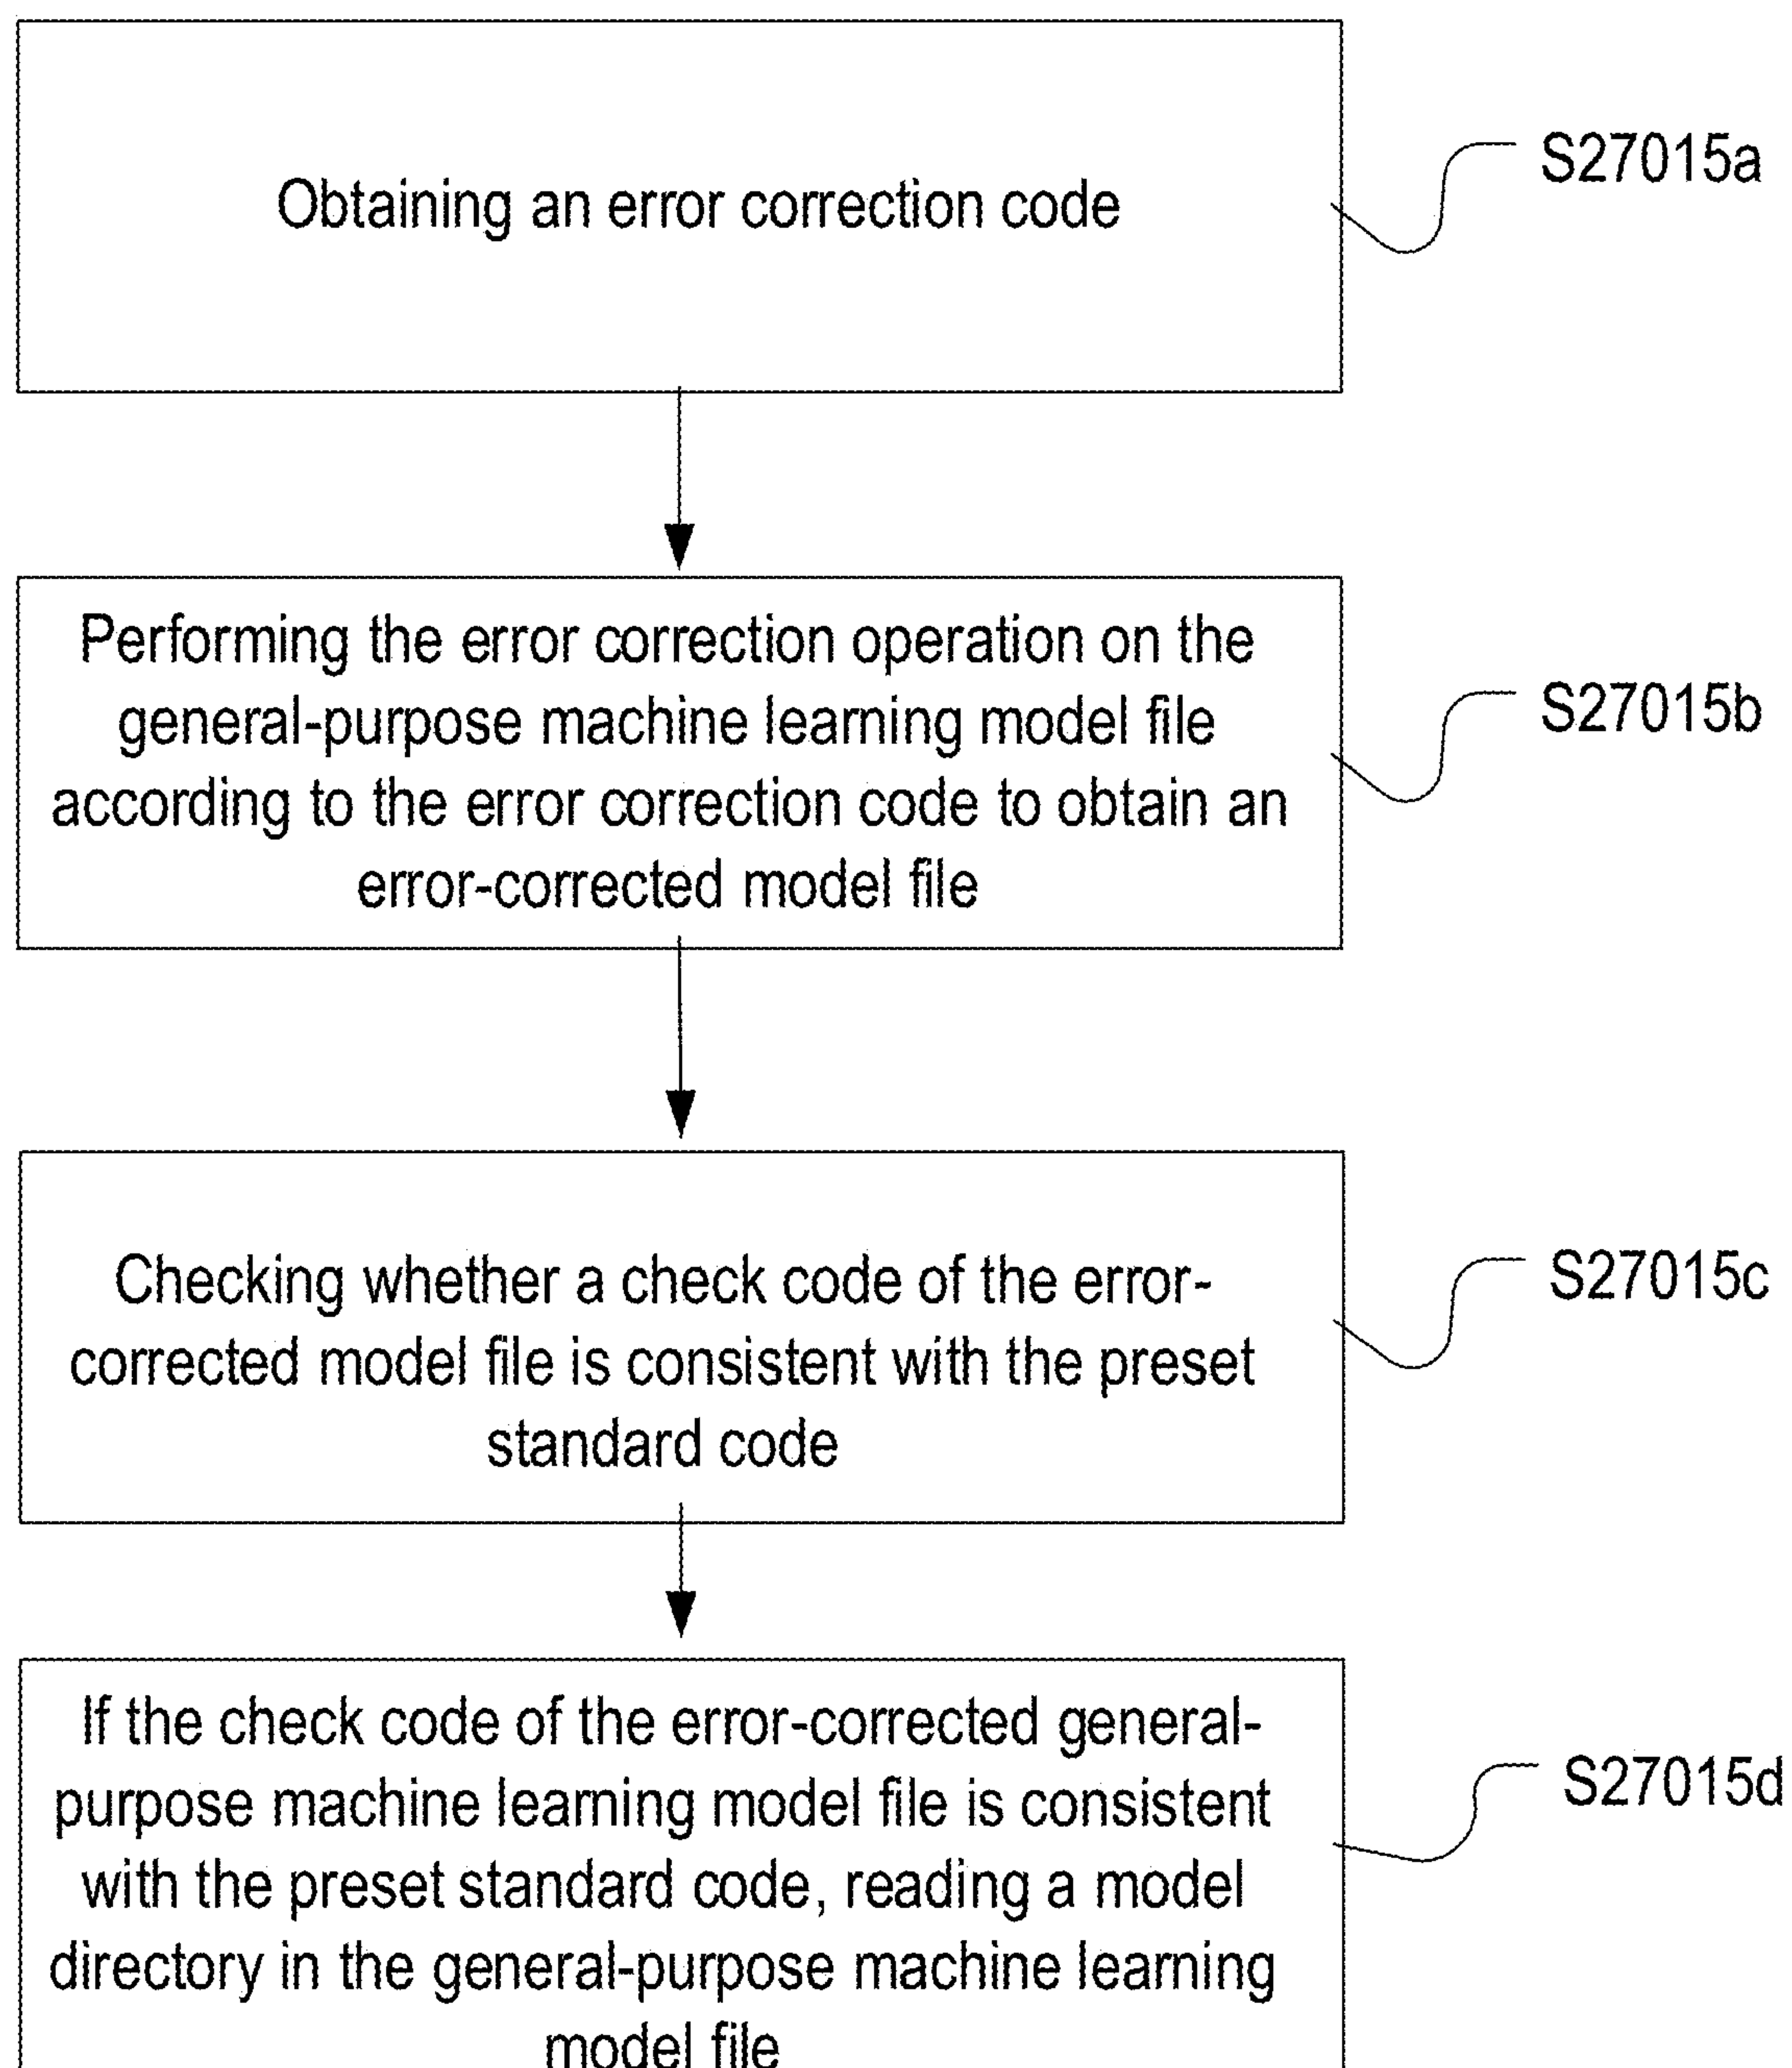 Obtaining an error correction code
S27015a
Performing the error correction operation on the
general-purpose machine learning model file
according to the error correction code to obtain an
error-corrected model file
S27015b
Checking whether a check code of the error-
corrected model file is consistent with the preset
standard code
S27015c
If the check code of the error-corrected general-
purpose machine learning model file is consistent
with the preset standard code, reading a model
directory in the general-purpose machine learning
model file
S27015d